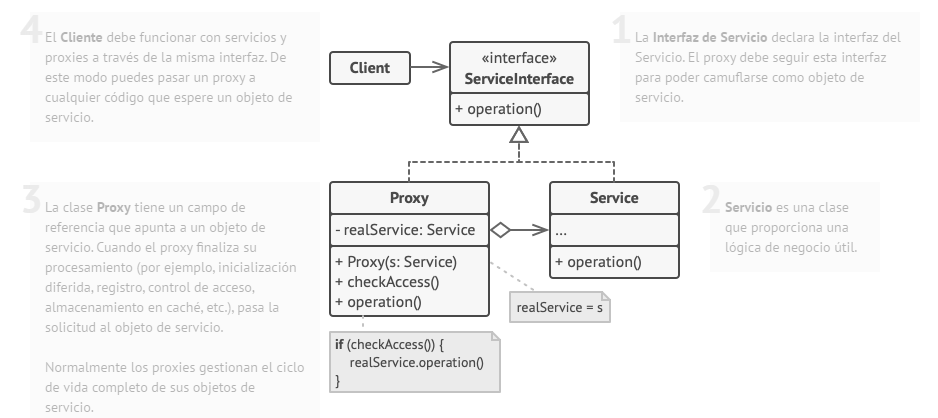 4
El Cliente debe funcionar con servicios y
proxies a través de la misma interfaz. De
este modo puedes pasar un proxy a
cualquier código que espere un objeto de
servicio.
Client
«interface»
ServiceInterface
+ operation()
1
La Interfaz de Servicio declara la interfaz del
Servicio. El proxy debe seguir esta interfaz
para poder camuflarse como objeto de
servicio.
3
La clase Proxy tiene un campo de
referencia que apunta a un objeto de
servicio. Cuando el proxy finaliza su
procesamiento (por ejemplo, inicialización
diferida, registro, control de acceso,
almacenamiento en caché, etc.), pasa la
solicitud al objeto de servicio.
Normalmente los proxies gestionan el ciclo
de vida completo de sus objetos de
servicio.
Proxy
- realService: Service
+ Proxy(s: Service)
+ checkAccess()
+ operation()
Service
...
+ operation()
2
Servicio es una clase
que proporciona una
lógica de negocio útil.
realService = s
if (checkAccess()) {
realService.operation()
}